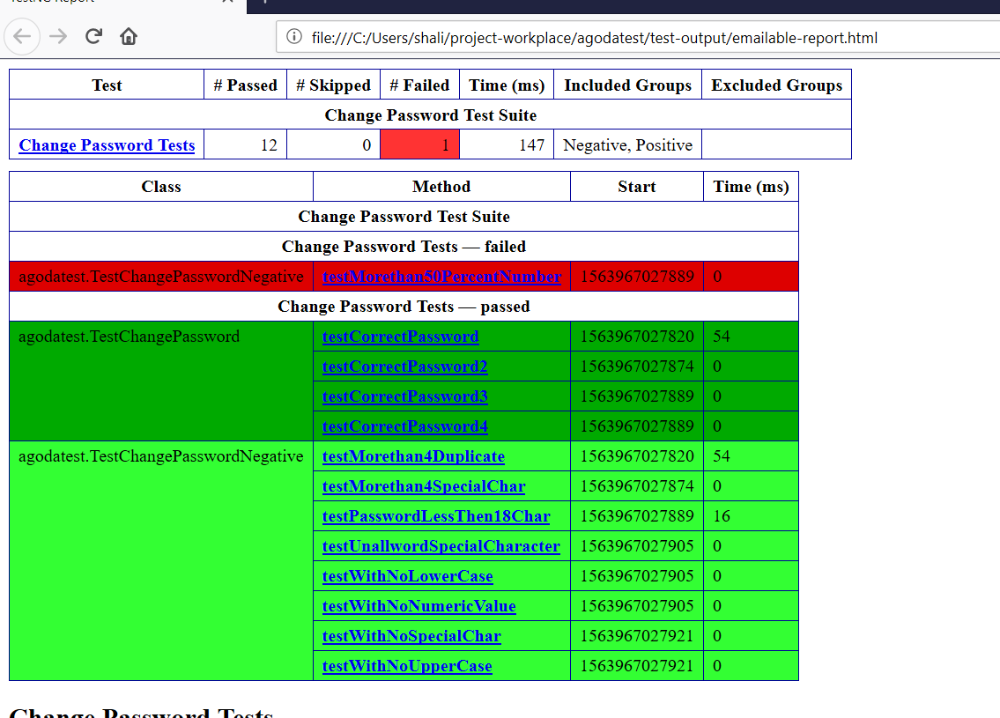 TestNG Report
file:///C:/Users/shali/project-workplace/agodatest/test-output/emailable-report.html
Test # Passed # Skipped # Failed Time (ms) Included Groups Excluded Groups
Change Password Test Suite
Change Password Tests 12 0 1 147 Negative, Positive
Class Method Start Time (ms)
Change Password Test Suite
Change Password Tests — failed
agodatest.TestChangePasswordNegative testMorethan50PercentNumber 1563967027889 0
Change Password Tests — passed
agodatest.TestChangePassword testCorrectPassword 1563967027820 54
testCorrectPassword2 1563967027874 0
testCorrectPassword3 1563967027889 0
testCorrectPassword4 1563967027889 0
agodatest.TestChangePasswordNegative testMorethan4Duplicate 1563967027820 54
testMorethan4SpecialChar 1563967027874 0
testPasswordLessThen18Char 1563967027889 16
testUnallwordSpecialCharacter 1563967027905 0
testWithNoLowerCase 1563967027905 0
testWithNoNumericValue 1563967027905 0
testWithNoSpecialChar 1563967027921 0
testWithNoUpperCase 1563967027921 0
Change Password Tests